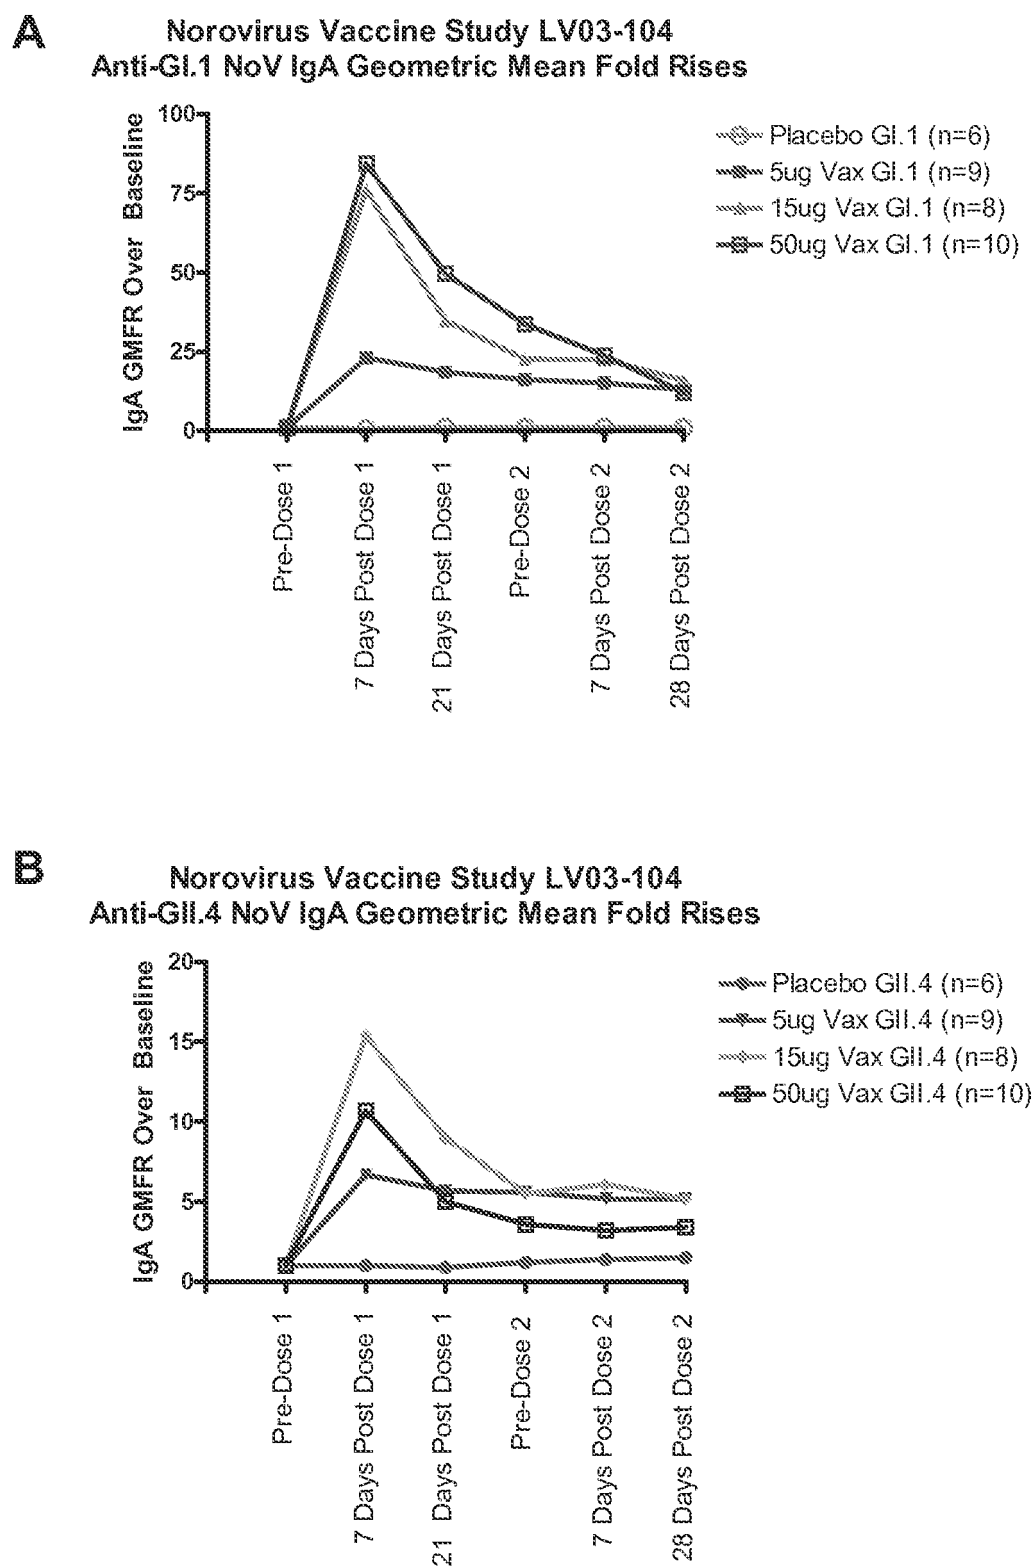 A
Norovirus Vaccine Study LV03-104
Anti-GI.1 NoV IgA Geometric Mean Fold Rises
IgA GMFR Over Baseline
100
75
50
25
0
Placebo GI.1 (n=6)
5ug Vax GI.1 (n=9)
15ug Vax GI.1 (n=8)
50ug Vax GI.1 (n=10)
Pre-Dose 1
7 Days Post Dose 1
21 Days Post Dose 1
Pre-Dose 2
7 Days Post Dose 2
28 Days Post Dose 2
B
Norovirus Vaccine Study LV03-104
Anti-GII.4 NoV IgA Geometric Mean Fold Rises
IgA GMFR Over Baseline
20
15
10
5
0
Placebo GII.4 (n=6)
5ug Vax GII.4 (n=9)
15ug Vax GII.4 (n=8)
50ug Vax GII.4 (n=10)
Pre-Dose 1
7 Days Post Dose 1
21 Days Post Dose 1
Pre-Dose 2
7 Days Post Dose 2
28 Days Post Dose 2